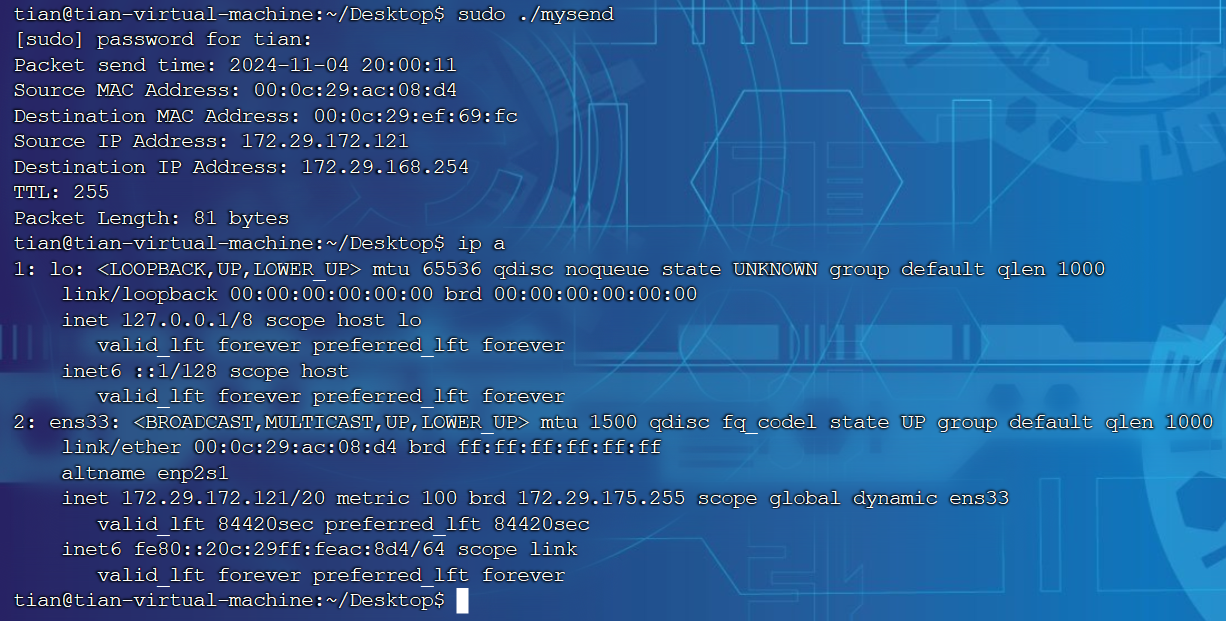 tian@tian-virtual-machine:~/Desktop$ sudo ./mysend
[sudo] password for tian:
Packet send time: 2024-11-04 20:00:11
Source MAC Address: 00:0c:29:ac:08:d4
Destination MAC Address: 00:0c:29:ef:69:fc
Source IP Address: 172.29.172.121
Destination IP Address: 172.29.168.254
TTL: 255
Packet Length: 81 bytes
tian@tian-virtual-machine:~/Desktop$ ip a
1: lo: <LOOPBACK,UP,LOWER_UP> mtu 65536 qdisc noqueue state UNKNOWN group default qlen 1000
    link/loopback 00:00:00:00:00:00 brd 00:00:00:00:00:00
    inet 127.0.0.1/8 scope host lo
       valid_lft forever preferred_lft forever
    inet6 ::1/128 scope host
       valid_lft forever preferred_lft forever
2: ens33: <BROADCAST,MULTICAST,UP,LOWER_UP> mtu 1500 qdisc fq_codel state UP group default qlen 1000
    link/ether 00:0c:29:ac:08:d4 brd ff:ff:ff:ff:ff:ff
    altname enp2s1
    inet 172.29.172.121/20 metric 100 brd 172.29.175.255 scope global dynamic ens33
       valid_lft 84420sec preferred_lft 84420sec
    inet6 fe80::20c:29ff:feac:8d4/64 scope link
       valid_lft forever preferred_lft forever
tian@tian-virtual-machine:~/Desktop$